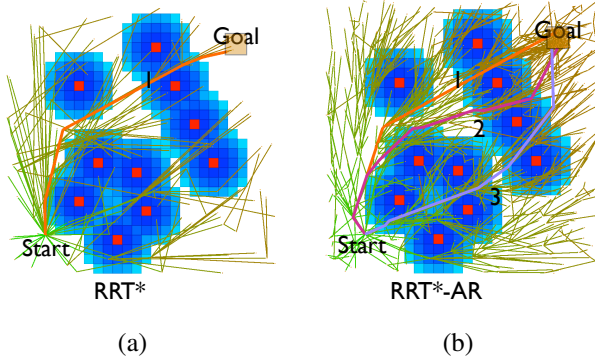 Goal
1
Start
RRT*
(a)
Goal
1
2
3
Start
RRT*-AR
(b)